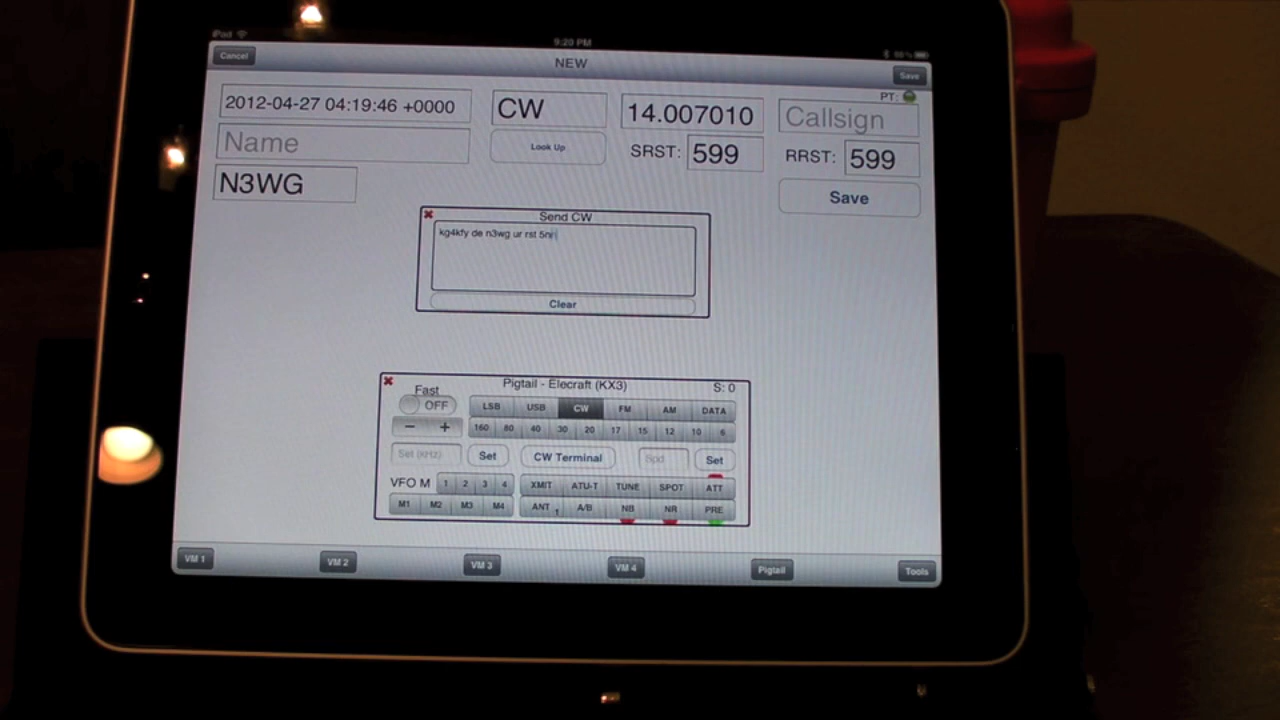 iPod 9:20 PM 98%
Cancel NEW Save
PT:
2012-04-27 04:19:46 +0000 CW 14.007010 Callsign
Name Look Up SRST: 599 RRST: 599
N3WG Save
Send CW
kg4kfy de n3wg ur rst 5nn
Clear
Pigtail - Elecraft (KX3) S: 0
Fast
OFF LSB USB CW FM AM DATA
- + 160 80 40 30 20 17 15 12 10 6
Set (kHz) Set CW Terminal Spd Set
VFO M 1 2 3 4 XMIT ATU-T TUNE SPOT ATT
M1 M2 M3 M4 ANT A/B NB NR PRE
VM 1 VM 2 VM 3 VM 4 Pigtail Tools